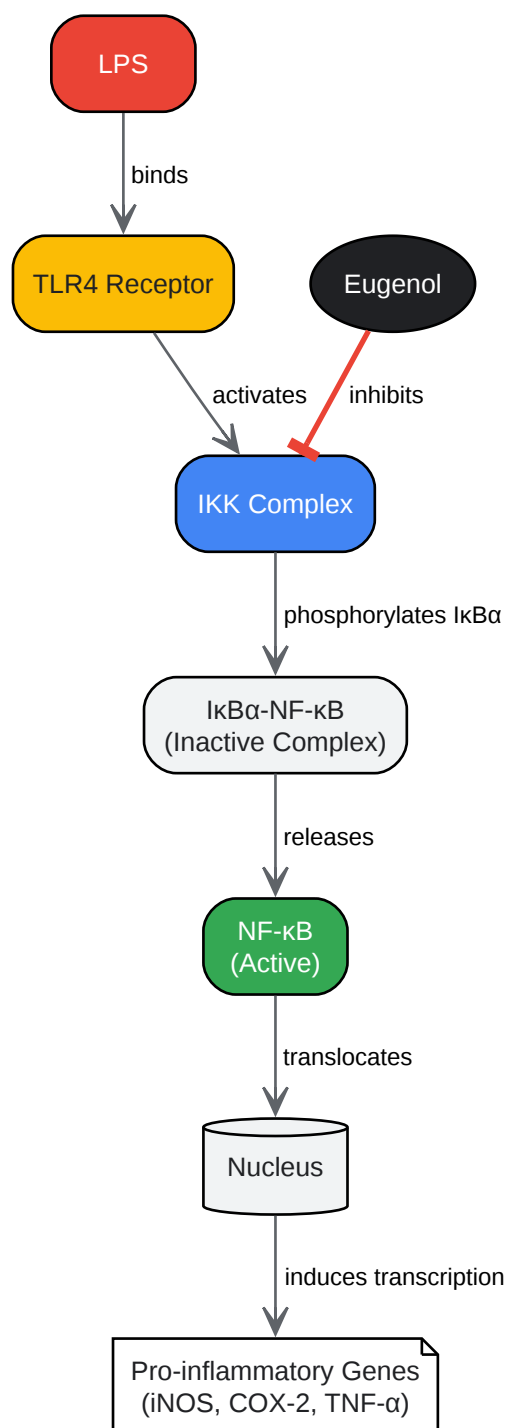 LPS
binds
TLR4 Receptor
Eugenol
activates
inhibits
IKK Complex
phosphorylates IκBα
IκBα-NF-κB
(Inactive Complex)
releases
NF-κB
(Active)
translocates
Nucleus
induces transcription
Pro-inflammatory Genes
(iNOS, COX-2, TNF-α)